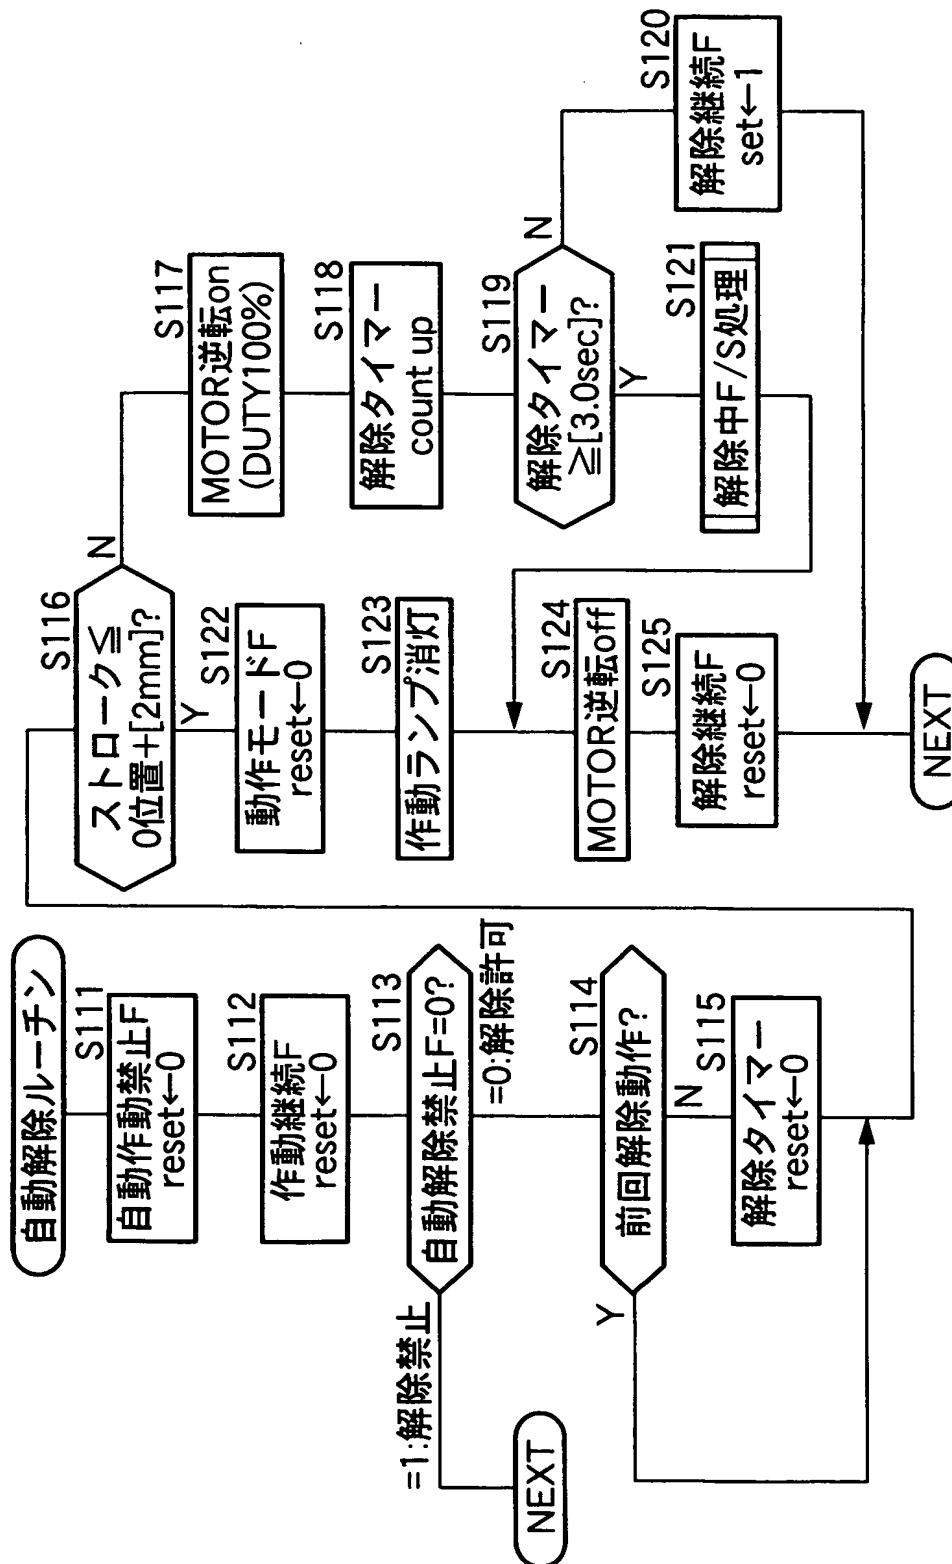 自動解除ルーチン
S111
自動作動禁止F
reset←0
S112
作動継続F
reset←0
S113
自動解除禁止F=0?
=1:解除禁止
NEXT
=0:解除許可
S114
前回解除動作?
Y
N
S115
解除タイマー
reset←0
S116
ストローク≦
0位置+[2mm]?
N
Y
S117
MOTOR逆転on
(DUTY100%)
S118
解除タイマー
count up
S119
解除タイマー
≧[3.0sec]?
N
Y
S120
解除継続F
set←1
S121
解除中F/S処理
S122
動作モードF
reset←0
S123
作動ランプ消灯
S124
MOTOR逆転off
S125
解除継続F
reset←0
NEXT